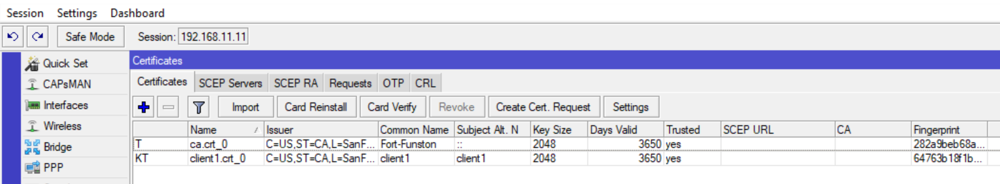 Session Settings Dashboard
Safe Mode Session: 192.168.11.11
Quick Set
CAPsMAN
Interfaces
Wireless
Bridge
PPP
Certificates
Certificates SCEP Servers SCEP RA Requests OTP CRL
Import Card Reinstall Card Verify Revoke Create Cert. Request Settings
Name Issuer Common Name Subject Alt. N Key Size Days Valid Trusted SCEP URL CA Fingerprint
T ca.crt_0 C=US,ST=CA,L=SanF... Fort-Funston :: 2048 3650 yes 282a9beb68a...
KT client1.crt_0 C=US,ST=CA,L=SanF... client1 client1 2048 3650 yes 64763b18f1b...